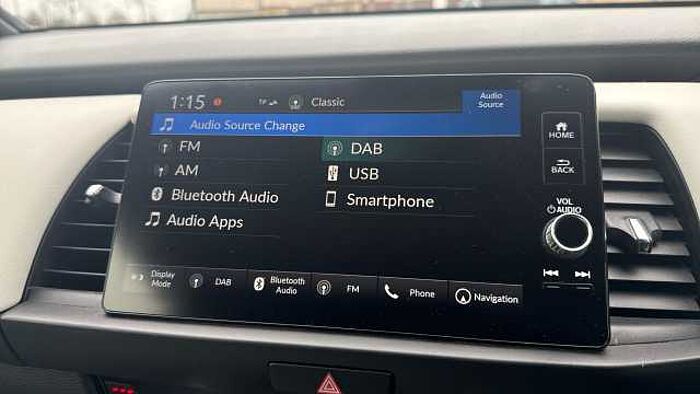 1:15 TP Classic Audio Source
Audio Source Change
FM DAB
AM USB
Bluetooth Audio Smartphone
Audio Apps
HOME
BACK
VOL
AUDIO
Display Mode DAB Bluetooth Audio FM Phone Navigation